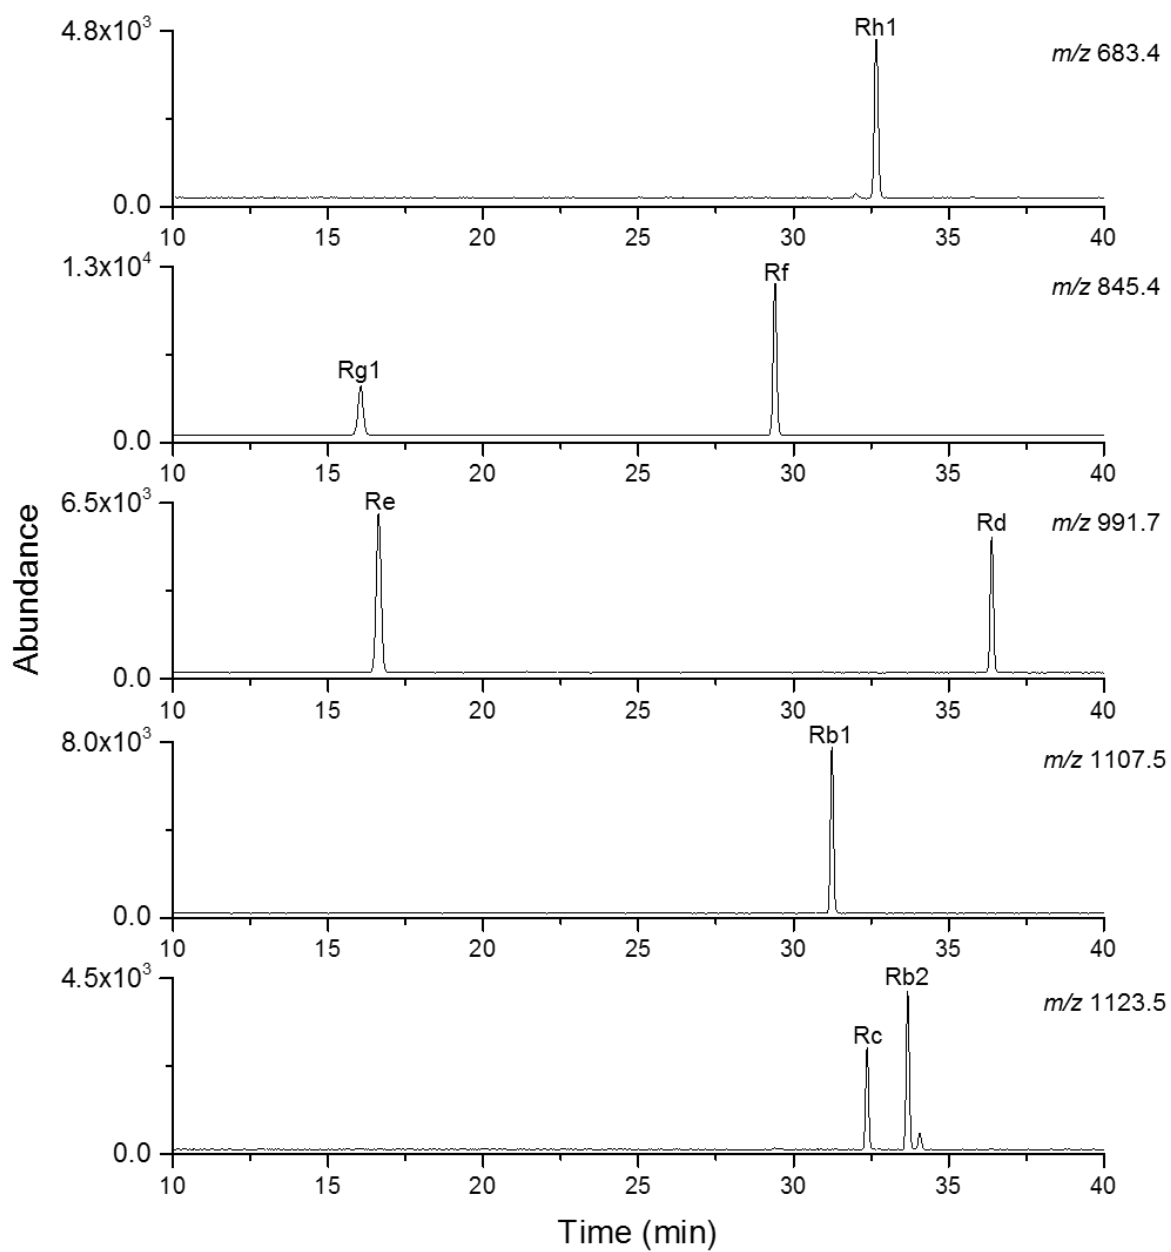 4.8x10³
Rh1
m/z 683.4
0.0
10 15 20 25 30 35 40
1.3x10⁴
Rf
m/z 845.4
Rg1
0.0
10 15 20 25 30 35 40
6.5x10³
Re
Rd
m/z 991.7
0.0
10 15 20 25 30 35 40
8.0x10³
Rb1
m/z 1107.5
0.0
10 15 20 25 30 35 40
4.5x10³
Rb2
m/z 1123.5
Rc
0.0
10 15 20 25 30 35 40
Abundance
Time (min)